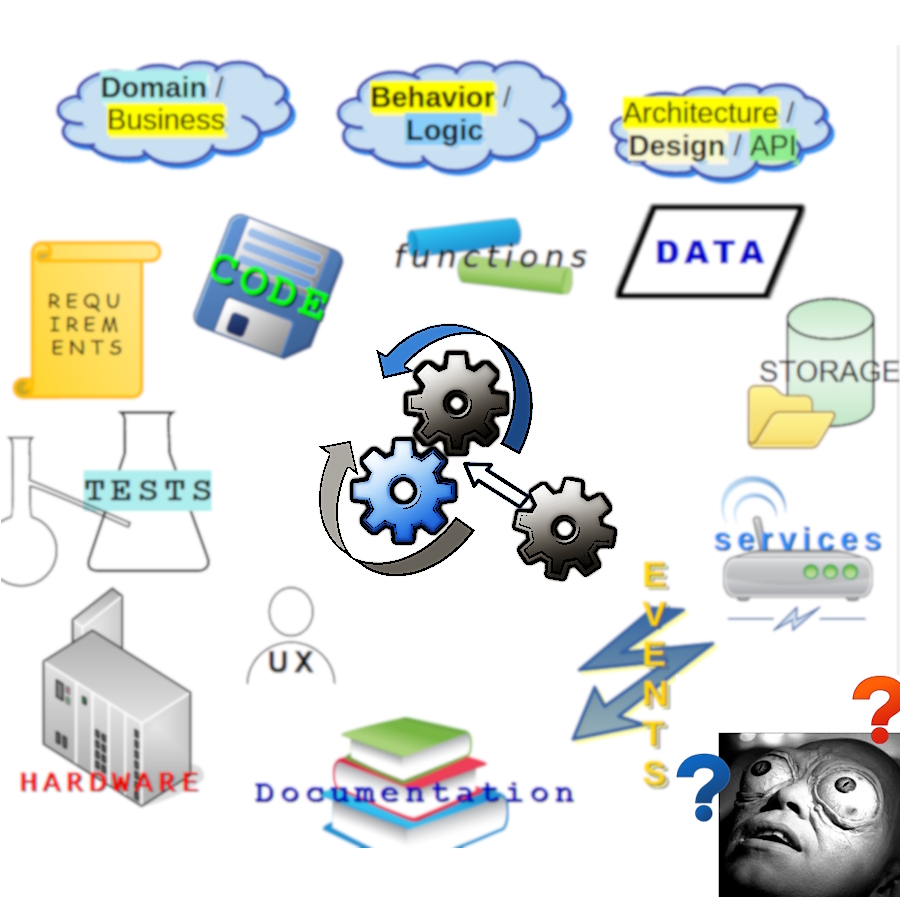 Domain /
Business
Behavior /
Logic
Architecture /
Design / API
REQU
IREM
ENTS
CODE
functions
DATA
STORAGE
TESTS
services
EVENTS
UX
HARDWARE
Documentation
?
?